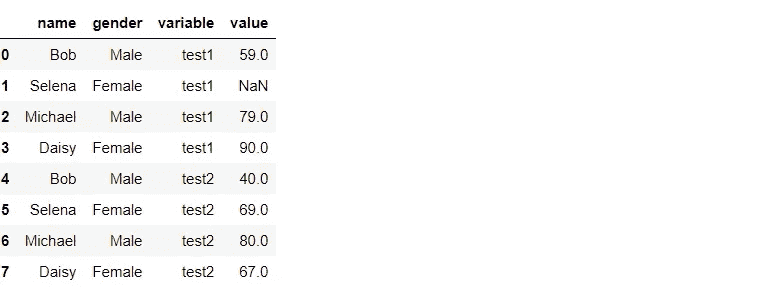 name gender variable value
0 Bob Male test1 59.0
1 Selena Female test1 NaN
2 Michael Male test1 79.0
3 Daisy Female test1 90.0
4 Bob Male test2 40.0
5 Selena Female test2 69.0
6 Michael Male test2 80.0
7 Daisy Female test2 67.0